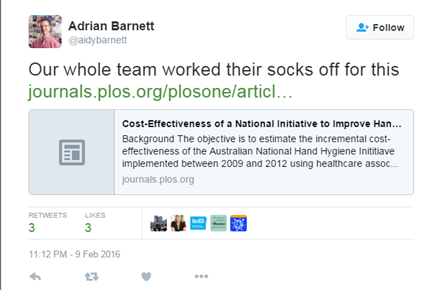 Adrian Barnett
@aidybarnett
Follow
Our whole team worked their socks off for this
journals.plos.org/plosone/articl…
Cost-Effectiveness of a National Initiative to Improve Han…
Background The objective is to estimate the incremental cost-
effectiveness of the Australian National Hand Hygiene Inititiave
implemented between 2009 and 2012 using healthcare assoc...
journals.plos.org
RETWEETS LIKES
3 3
11:12 PM - 9 Feb 2016